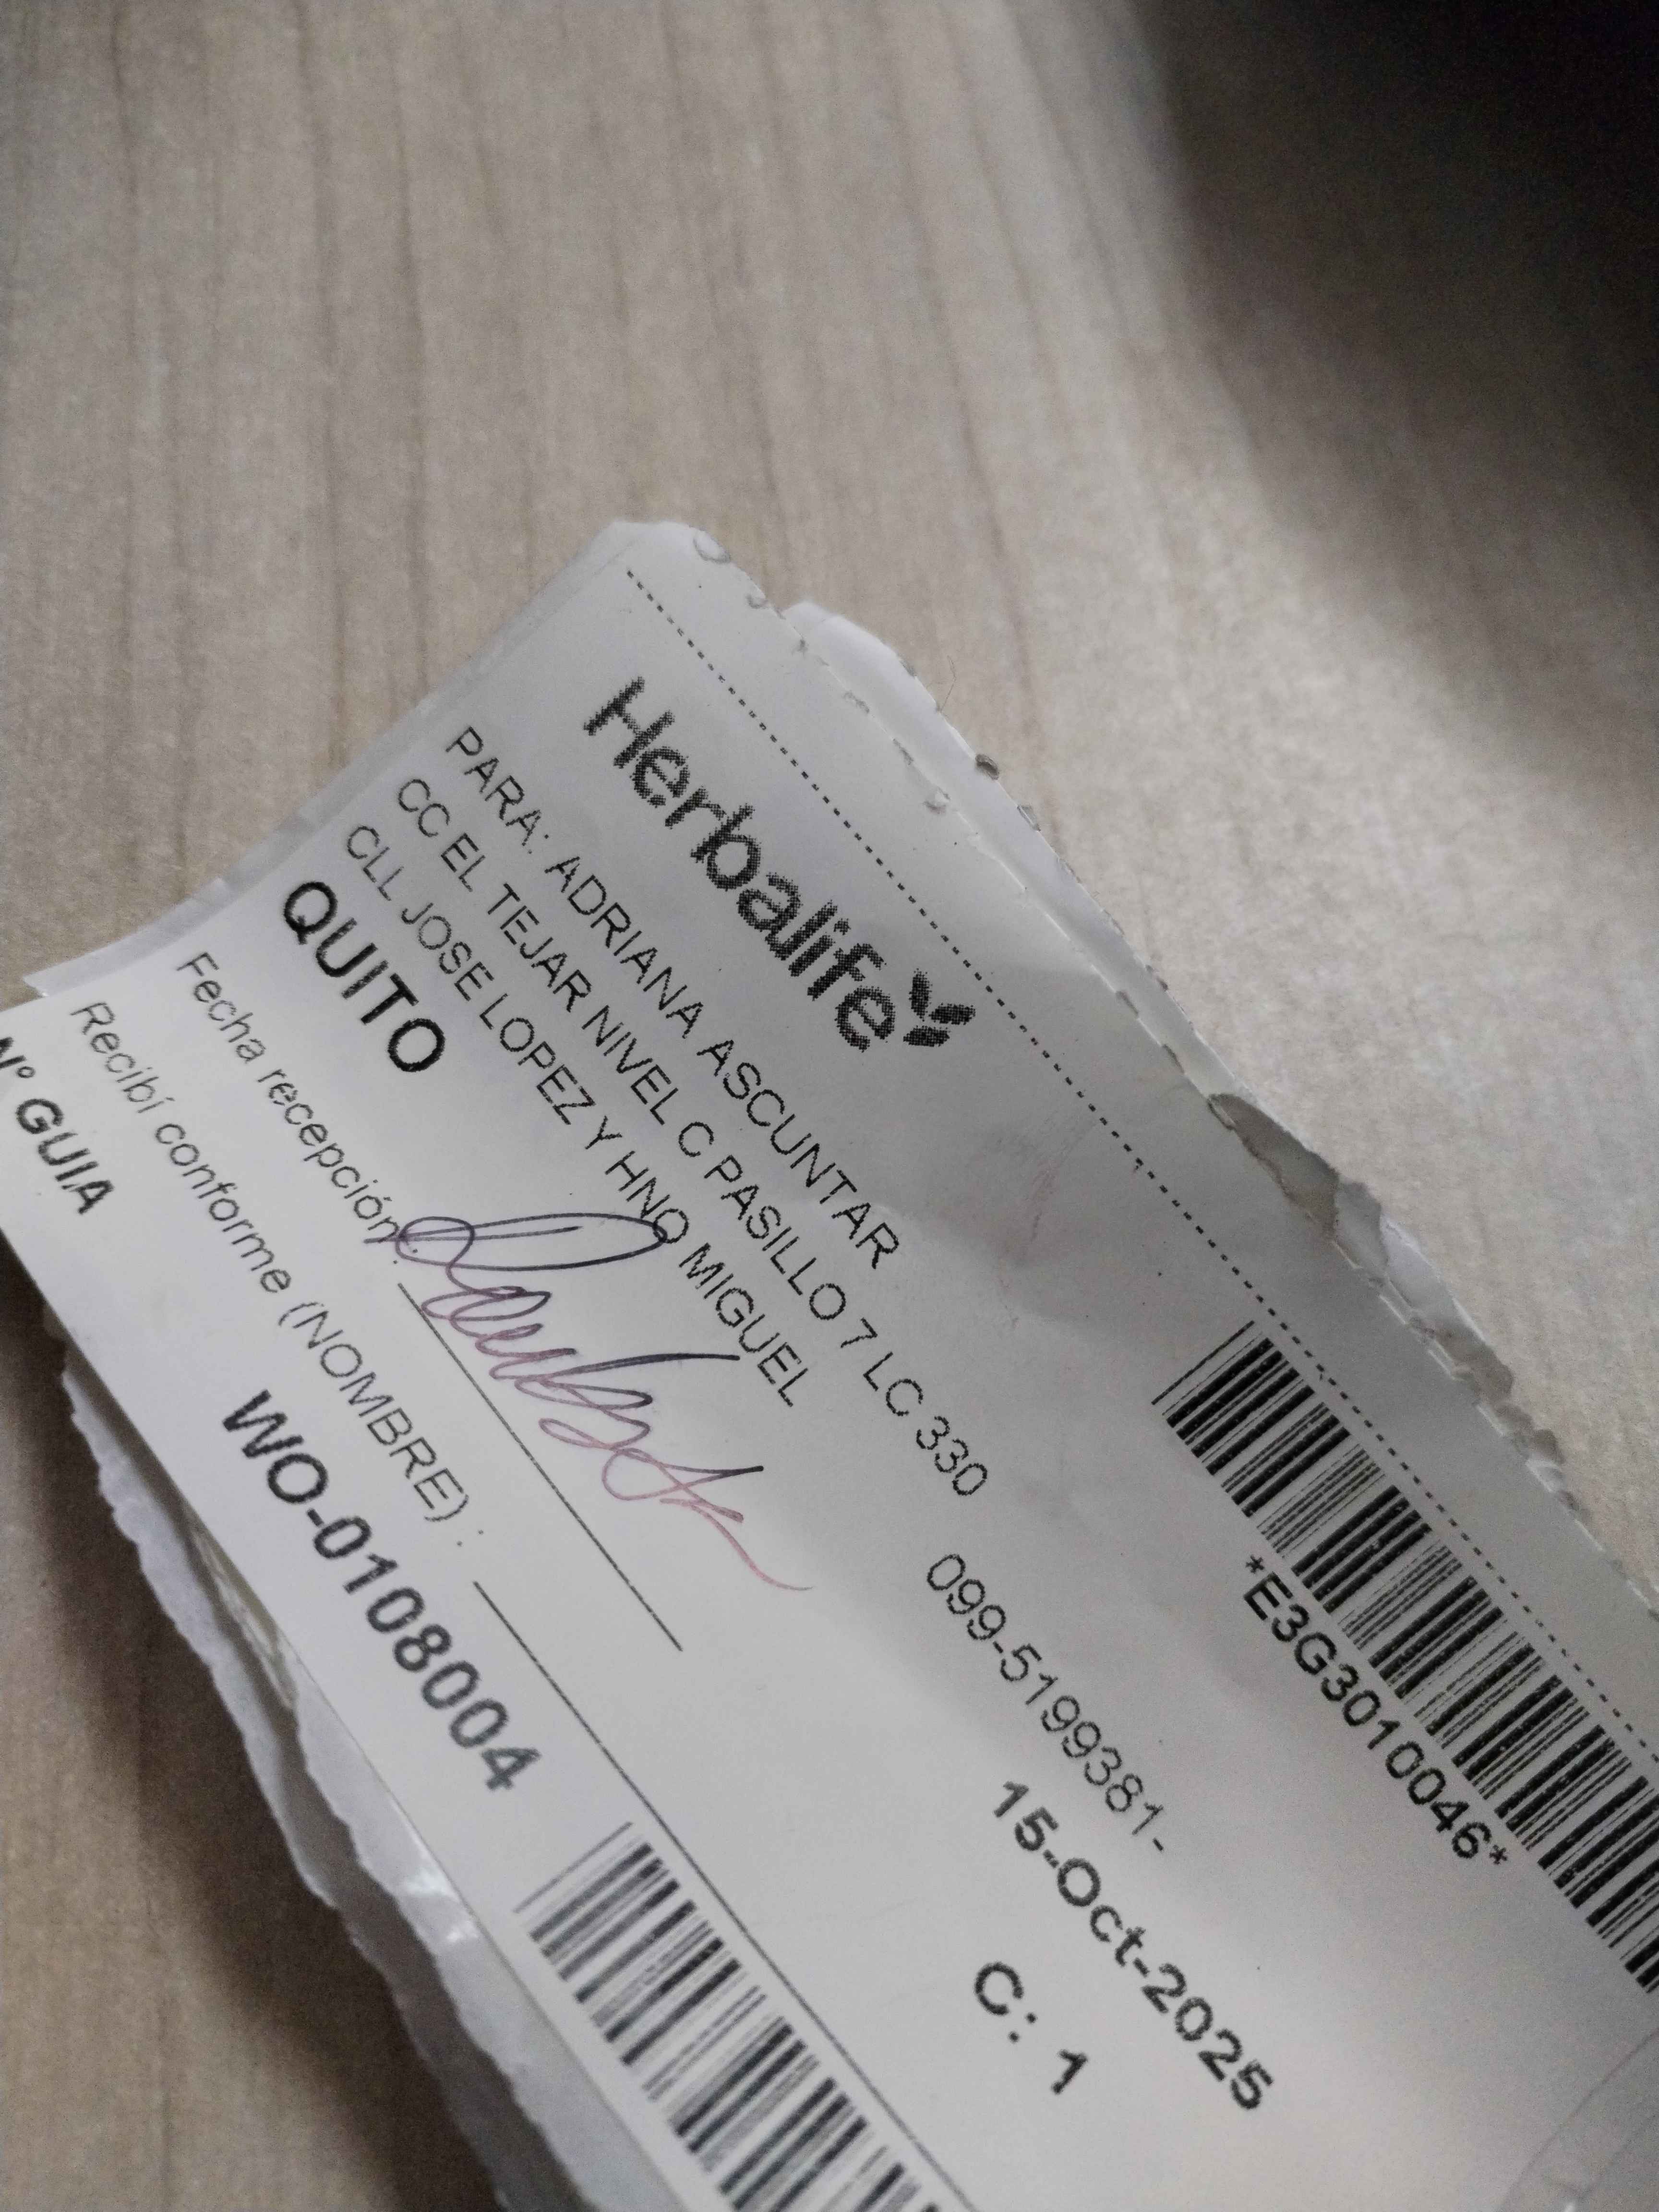 Herbalife
*E3G3010046*
PARA: ADRIANA ASCUNTAR
CC EL TEJAR NIVEL C PASILLO 7 LC 330
099-5199381-
CLL JOSE LOPEZ Y HNO MIGUEL
15-Oct-2025
QUITO
C: 1
Fecha recepción:
Recibí conforme (NOMBRE) :
Nº GUIA
WO-0108004